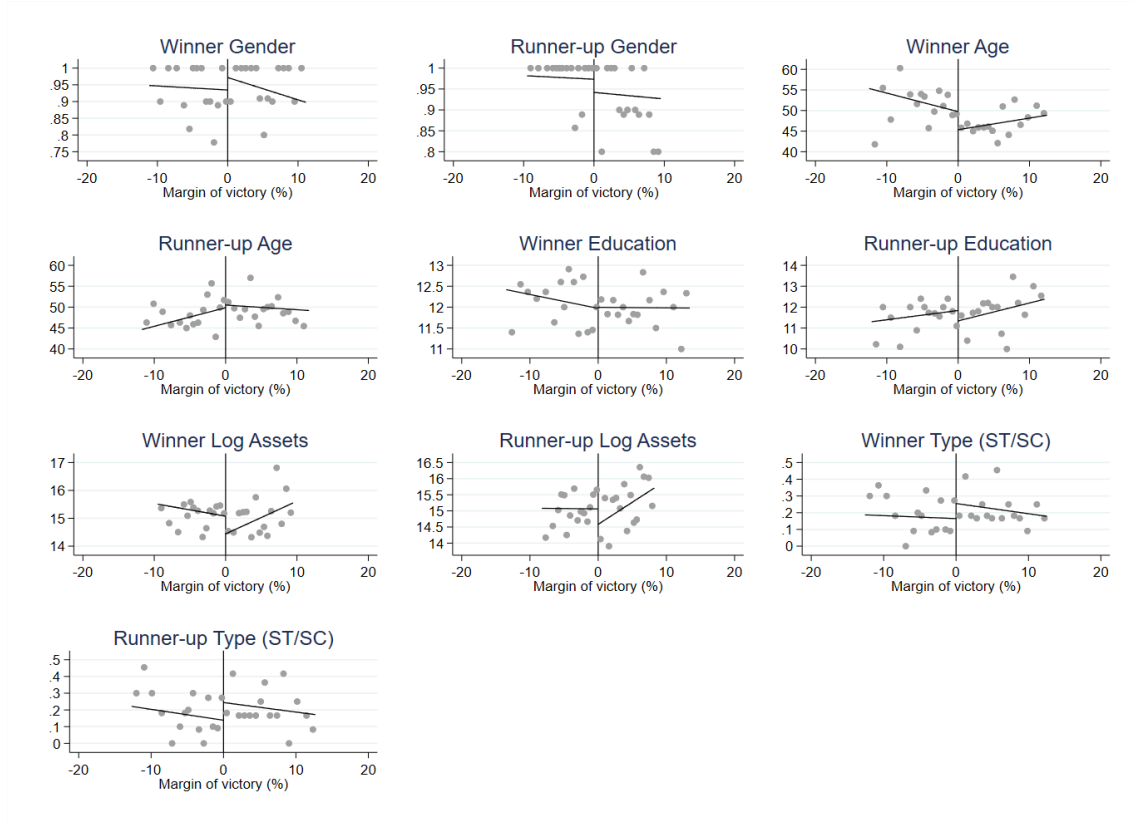 Winner Gender
1
.95
.9
.85
.8
.75
-20 -10 0 10 20
Margin of victory (%)
Runner-up Gender
1
.95
.9
.85
.8
-20 -10 0 10 20
Margin of victory (%)
Winner Age
60
55
50
45
40
-20 -10 0 10 20
Margin of victory (%)
Runner-up Age
60
55
50
45
40
-20 -10 0 10 20
Margin of victory (%)
Winner Education
13
12.5
12
11.5
11
-20 -10 0 10 20
Margin of victory (%)
Runner-up Education
14
13
12
11
10
-20 -10 0 10 20
Margin of victory (%)
Winner Log Assets
17
16
15
14
-20 -10 0 10 20
Margin of victory (%)
Runner-up Log Assets
16.5
16
15.5
15
14.5
14
-20 -10 0 10 20
Margin of victory (%)
Winner Type (ST/SC)
.5
.4
.3
.2
.1
0
-20 -10 0 10 20
Margin of victory (%)
Runner-up Type (ST/SC)
.5
.4
.3
.2
.1
0
-20 -10 0 10 20
Margin of victory (%)